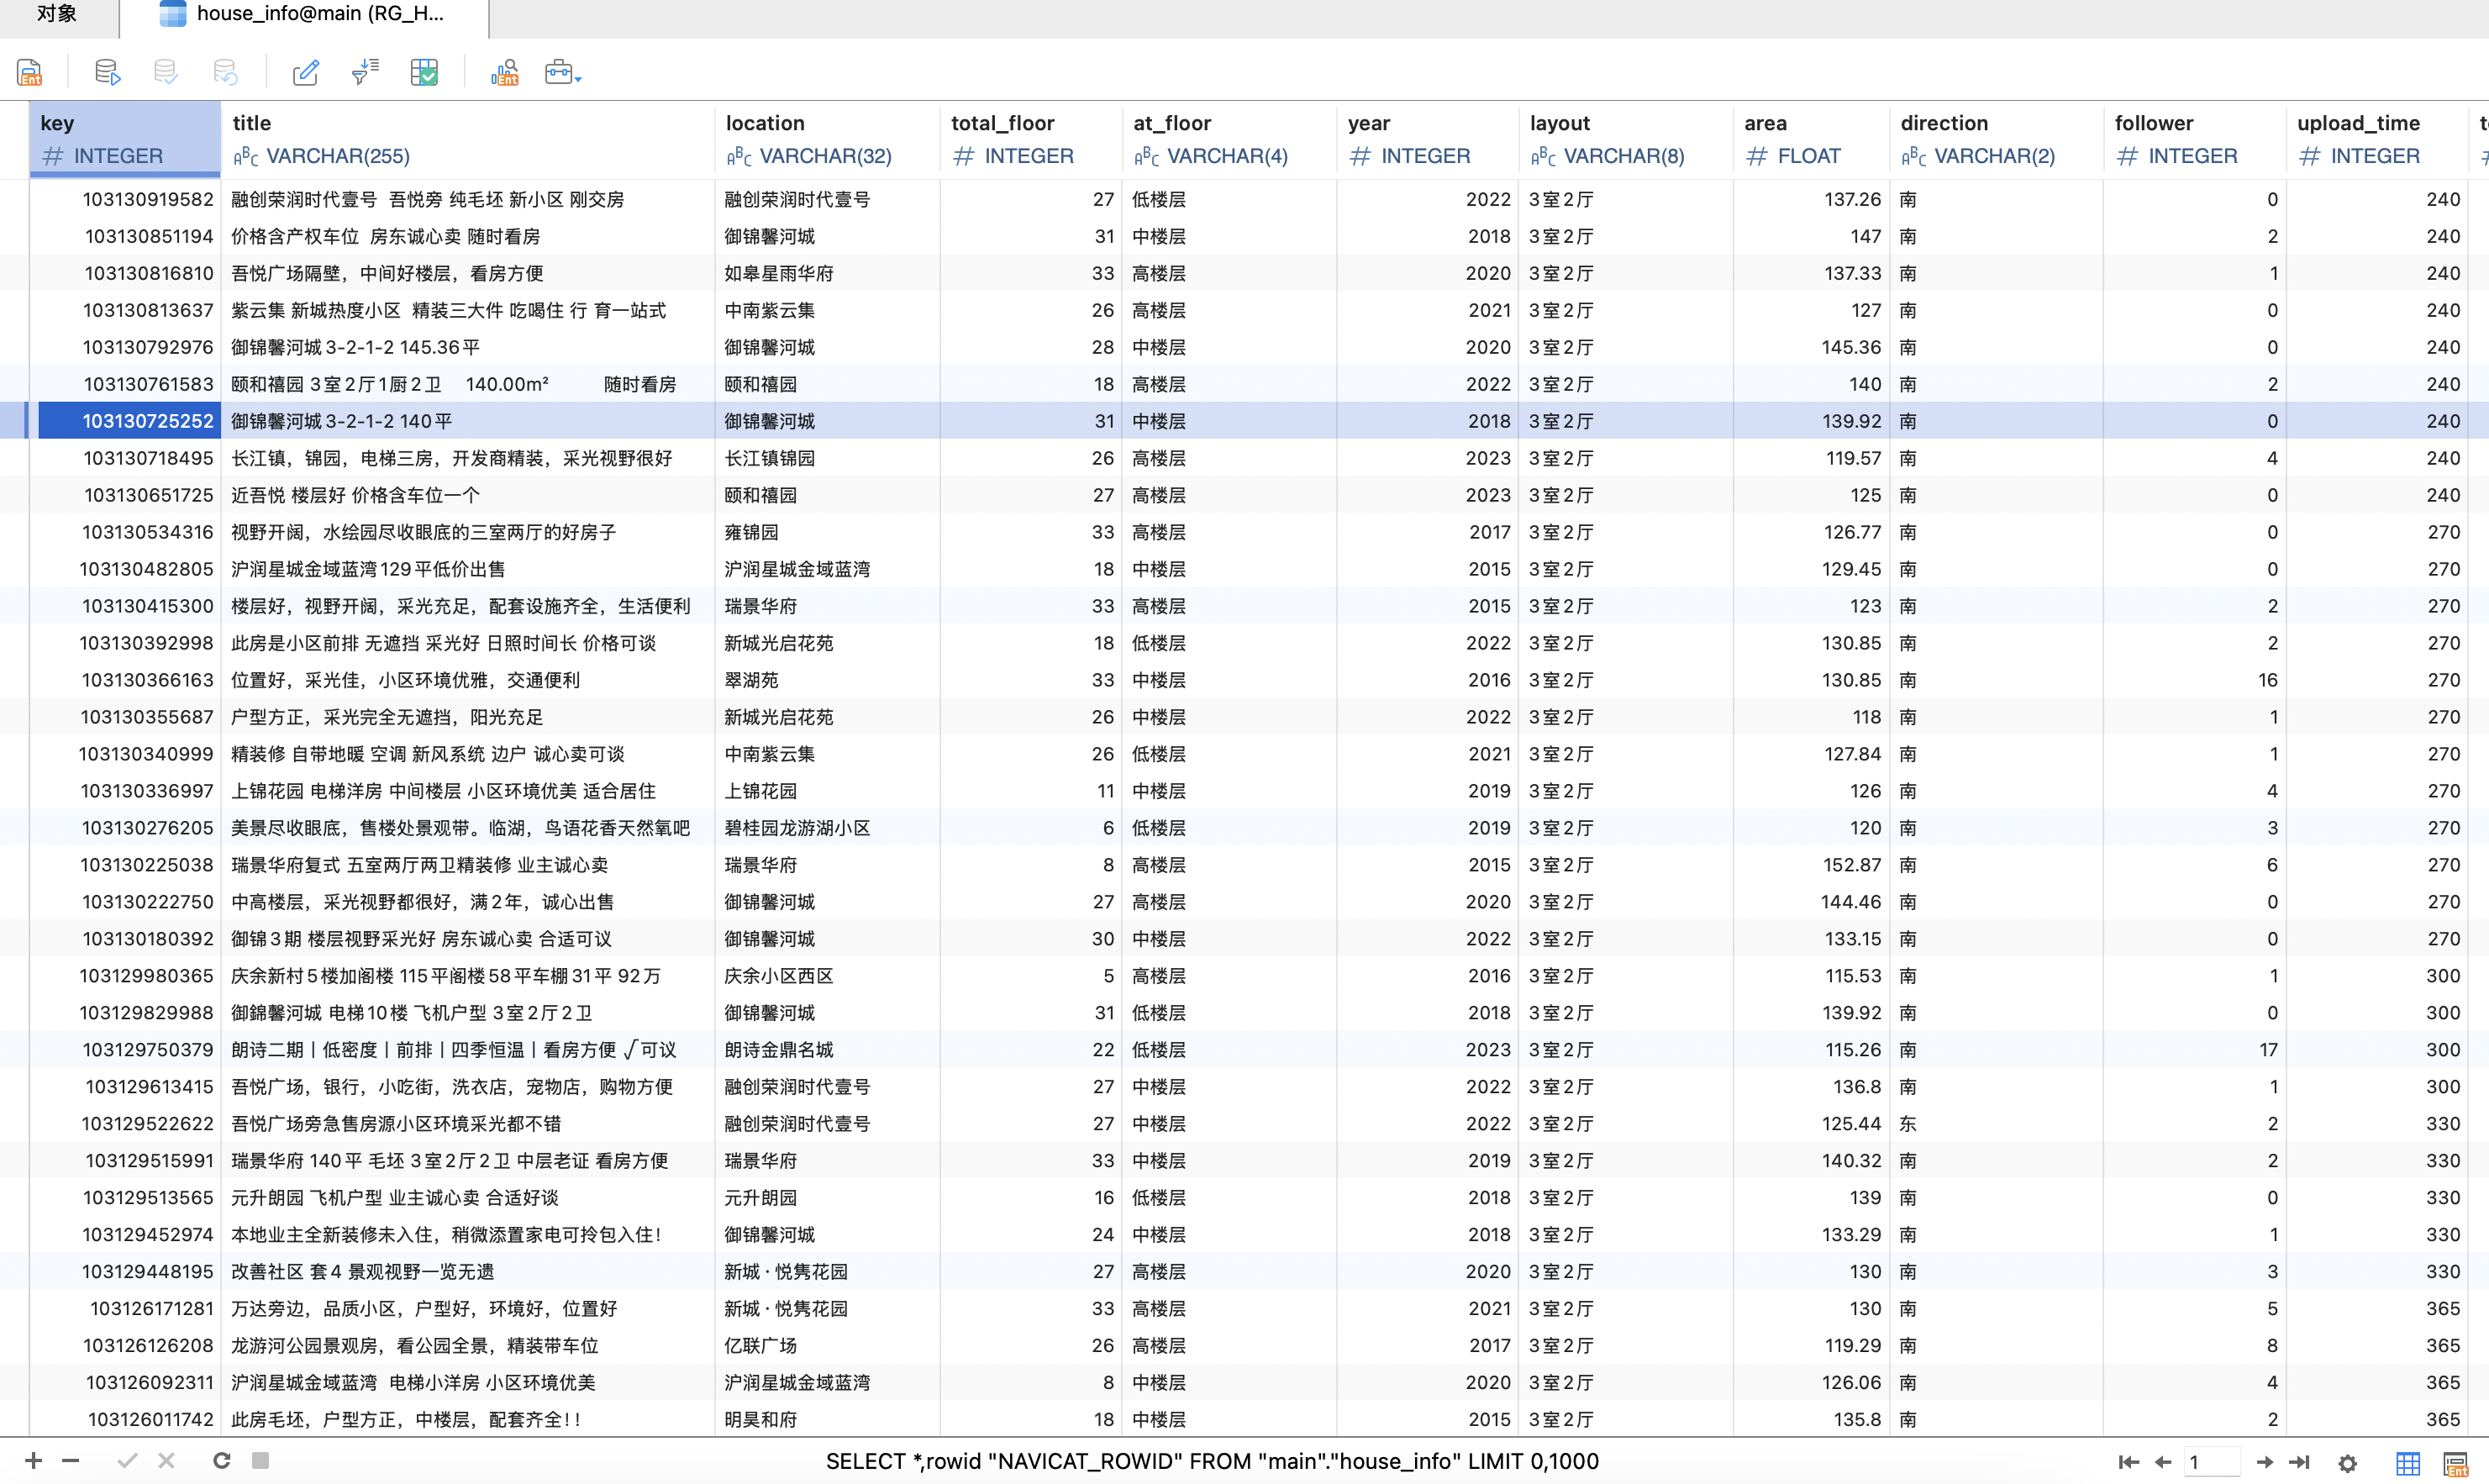 对象 house_info@main (RG_H...
Ent Ent
key title location total_floor at_floor year layout area direction follower upload_time
# INTEGER ABC VARCHAR(255) ABC VARCHAR(32) # INTEGER ABC VARCHAR(4) # INTEGER ABC VARCHAR(8) # FLOAT ABC VARCHAR(2) # INTEGER # INTEGER
103130919582 融创荣润时代壹号 吾悦旁 纯毛坯 新小区 刚交房 融创荣润时代壹号 27 低楼层 2022 3室2厅 137.26 南 0 240
103130851194 价格含产权车位 房东诚心卖 随时看房 御锦馨河城 31 中楼层 2018 3室2厅 147 南 2 240
103130816810 吾悦广场隔壁，中间好楼层，看房方便 如皋星雨华府 33 高楼层 2020 3室2厅 137.33 南 1 240
103130813637 紫云集 新城热度小区 精装三大件 吃喝住 行 育一站式 中南紫云集 26 高楼层 2021 3室2厅 127 南 0 240
103130792976 御锦馨河城3-2-1-2 145.36平 御锦馨河城 28 中楼层 2020 3室2厅 145.36 南 0 240
103130761583 颐和禧园 3室2厅1厨2卫 140.00m² 随时看房 颐和禧园 18 高楼层 2022 3室2厅 140 南 2 240
103130725252 御锦馨河城3-2-1-2 140平 御锦馨河城 31 中楼层 2018 3室2厅 139.92 南 0 240
103130718495 长江镇，锦园，电梯三房，开发商精装，采光视野很好 长江镇锦园 26 高楼层 2023 3室2厅 119.57 南 4 240
103130651725 近吾悦 楼层好 价格含车位一个 颐和禧园 27 高楼层 2023 3室2厅 125 南 0 240
103130534316 视野开阔，水绘园尽收眼底的三室两厅的好房子 雍锦园 33 高楼层 2017 3室2厅 126.77 南 0 270
103130482805 沪润星城金域蓝湾129平低价出售 沪润星城金域蓝湾 18 中楼层 2015 3室2厅 129.45 南 0 270
103130415300 楼层好，视野开阔，采光充足，配套设施齐全，生活便利 瑞景华府 33 高楼层 2015 3室2厅 123 南 2 270
103130392998 此房是小区前排 无遮挡 采光好 日照时间长 价格可谈 新城光启花苑 18 低楼层 2022 3室2厅 130.85 南 2 270
103130366163 位置好，采光佳，小区环境优雅，交通便利 翠湖苑 33 中楼层 2016 3室2厅 130.85 南 16 270
103130355687 户型方正，采光完全无遮挡，阳光充足 新城光启花苑 26 中楼层 2022 3室2厅 118 南 1 270
103130340999 精装修 自带地暖 空调 新风系统 边户 诚心卖可谈 中南紫云集 26 低楼层 2021 3室2厅 127.84 南 1 270
103130336997 上锦花园 电梯洋房 中间楼层 小区环境优美 适合居住 上锦花园 11 中楼层 2019 3室2厅 126 南 4 270
103130276205 美景尽收眼底，售楼处景观带。临湖，鸟语花香天然氧吧 碧桂园龙游湖小区 6 低楼层 2019 3室2厅 120 南 3 270
103130225038 瑞景华府复式 五室两厅两卫精装修 业主诚心卖 瑞景华府 8 高楼层 2015 3室2厅 152.87 南 6 270
103130222750 中高楼层，采光视野都很好，满2年，诚心出售 御锦馨河城 27 高楼层 2020 3室2厅 144.46 南 0 270
103130180392 御锦3期 楼层视野采光好 房东诚心卖 合适可议 御锦馨河城 30 中楼层 2022 3室2厅 133.15 南 0 270
103129980365 庆余新村5楼加阁楼 115平阁楼58平车棚31平 92万 庆余小区西区 5 高楼层 2016 3室2厅 115.53 南 1 300
103129829988 御錦馨河城 电梯10楼 飞机户型 3室2厅2卫 御锦馨河城 31 低楼层 2018 3室2厅 139.92 南 0 300
103129750379 朗诗二期丨低密度丨前排丨四季恒温丨看房方便√可议 朗诗金鼎名城 22 低楼层 2023 3室2厅 115.26 南 17 300
103129613415 吾悦广场，银行，小吃街，洗衣店，宠物店，购物方便 融创荣润时代壹号 27 中楼层 2022 3室2厅 136.8 南 1 300
103129522622 吾悦广场旁急售房源小区环境采光都不错 融创荣润时代壹号 27 中楼层 2022 3室2厅 125.44 东 2 330
103129515991 瑞景华府 140平 毛坯 3室2厅2卫 中层老证 看房方便 瑞景华府 33 中楼层 2019 3室2厅 140.32 南 2 330
103129513565 元升朗园 飞机户型 业主诚心卖 合适好谈 元升朗园 16 低楼层 2018 3室2厅 139 南 0 330
103129452974 本地业主全新装修未入住，稍微添置家电可拎包入住！ 御锦馨河城 24 中楼层 2018 3室2厅 133.29 南 1 330
103129448195 改善社区 套4 景观视野一览无遗 新城·悦隽花园 27 高楼层 2020 3室2厅 130 南 3 330
103126171281 万达旁边，品质小区，户型好，环境好，位置好 新城·悦隽花园 33 高楼层 2021 3室2厅 130 南 5 365
103126126208 龙游河公园景观房，看公园全景，精装带车位 亿联广场 26 高楼层 2017 3室2厅 119.29 南 8 365
103126092311 沪润星城金域蓝湾 电梯小洋房 小区环境优美 沪润星城金域蓝湾 8 中楼层 2020 3室2厅 126.06 南 4 365
103126011742 此房毛坯，户型方正，中楼层，配套齐全！！ 明昊和府 18 中楼层 2015 3室2厅 135.8 南 2 365
SELECT *,rowid "NAVICAT_ROWID" FROM "main"."house_info" LIMIT 0,1000 1 Ent